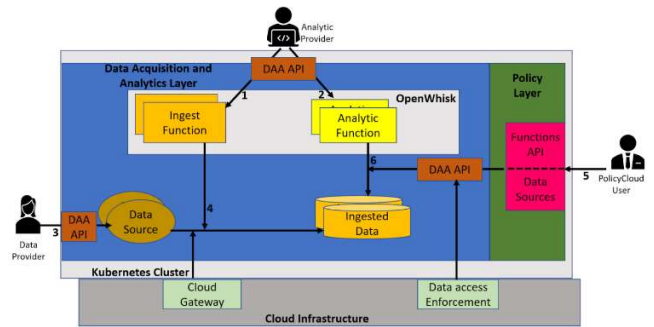 Analytic
Provider
Data Acquisition and
Analytics Layer
DAA API
Policy
Layer
1
2
OpenWhisk
Ingest
Function
Analytic
Function
Functions
API
Data
Sources
6
DAA API
5
PolicyCloud
User
4
Data
Source
DAA
API
3
Data
Provider
Ingested
Data
Kubernetes Cluster
Cloud
Gateway
Data access
Enforcement
Cloud Infrastructure